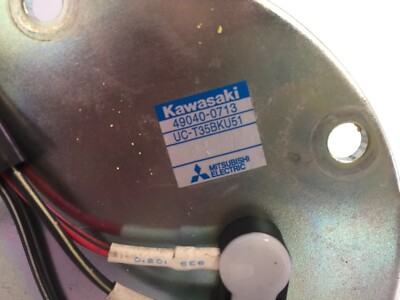 Kawasaki
49040-0713
UC-T35BKU51
MITSUBISHI
ELECTRIC